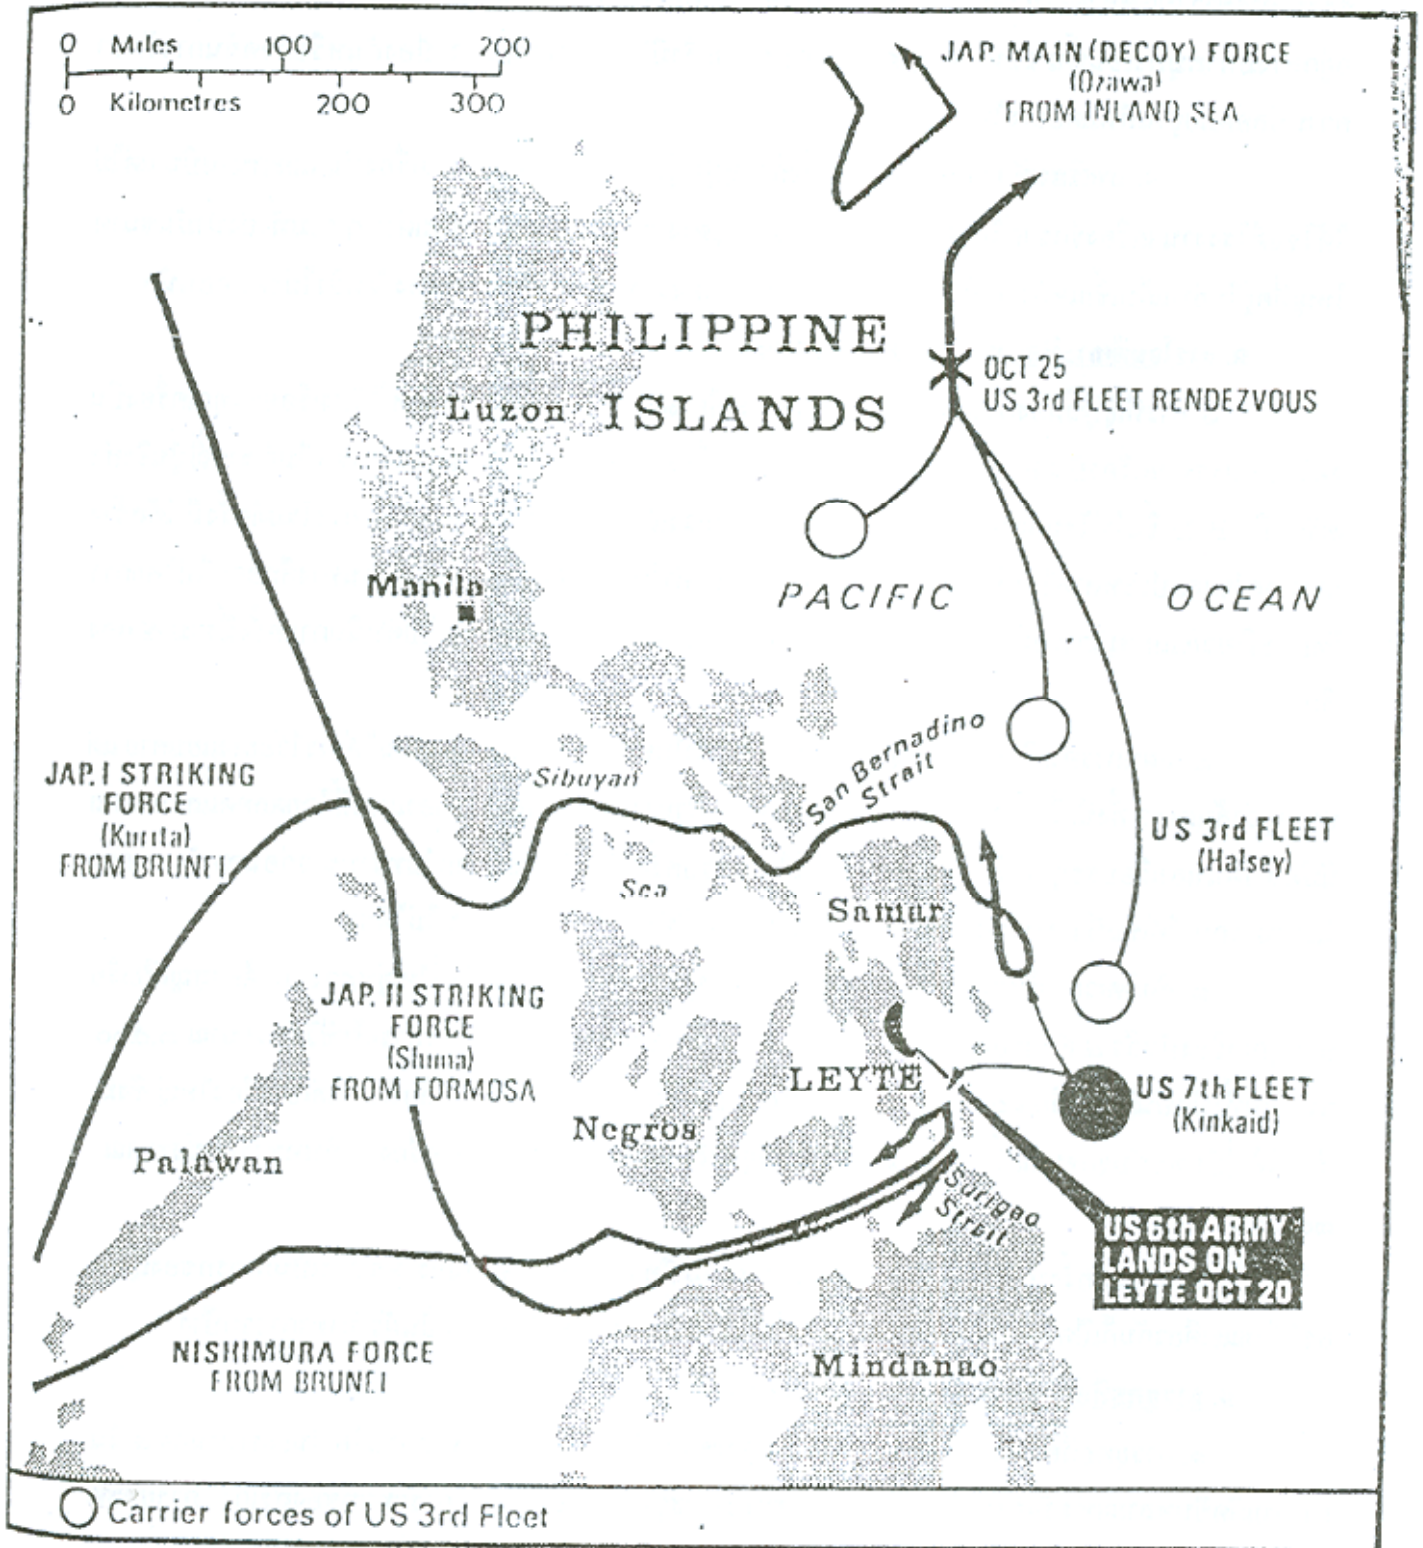 0 Miles 100 200
0 Kilometres 200 300
JAP. MAIN (DECOY) FORCE
(Ozawa)
FROM INLAND SEA
PHILIPPINE
ISLANDS
Luzon
OCT 25
US 3rd FLEET RENDEZVOUS
Manila
PACIFIC OCEAN
San Bernadino
Strait
Sibuyan
Sea
JAP. I STRIKING
FORCE
(Kurita)
FROM BRUNEI
US 3rd FLEET
(Halsey)
Samar
JAP. II STRIKING
FORCE
(Shima)
FROM FORMOSA
LEYTE
US 7th FLEET
(Kinkaid)
Negros
Palawan
Surigao
Strait
US 6th ARMY
LANDS ON
LEYTE OCT 20
NISHIMURA FORCE
FROM BRUNEI
Mindanao
Carrier forces of US 3rd Fleet